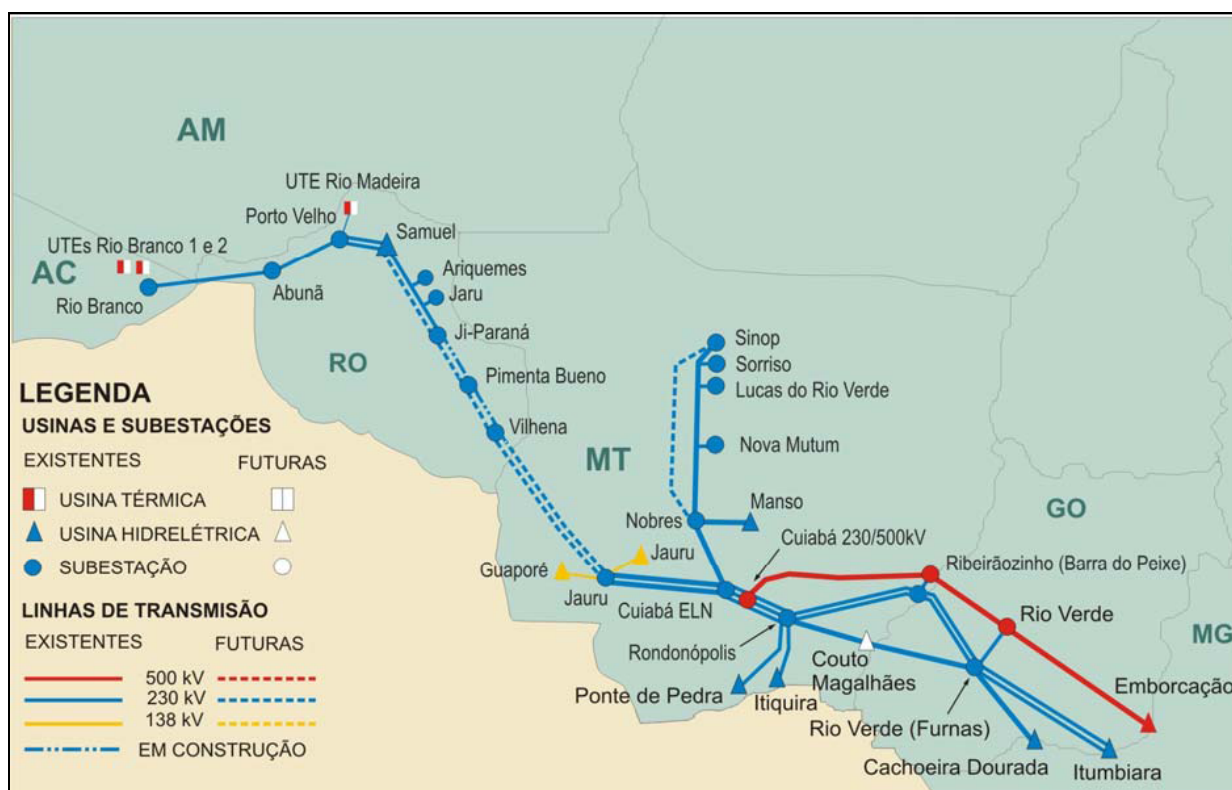 AM
UTE Rio Madeira
Porto Velho
Samuel
UTEs Rio Branco 1 e 2
AC
Rio Branco
Abunã
Ariquemes
Jaru
Ji-Paraná
RO
Pimenta Bueno
Vilhena
Sinop
Sorriso
Lucas do Rio Verde
Nova Mutum
MT
Manso
Nobres
GO
Cuiabá 230/500kV
Jauru
Guaporé
Jauru
Cuiabá ELN
Ribeirãozinho (Barra do Peixe)
Rio Verde
MG
Rondonópolis
Couto
Magalhães
Ponte de Pedra
Itiquira
Emborcação
Rio Verde (Furnas)
Cachoeira Dourada
Itumbiara
LEGENDA
USINAS E SUBESTAÇÕES
EXISTENTES FUTURAS
USINA TÉRMICA
USINA HIDRELÉTRICA
SUBESTAÇÃO
LINHAS DE TRANSMISSÃO
EXISTENTES FUTURAS
500 kV
230 kV
138 kV
EM CONSTRUÇÃO